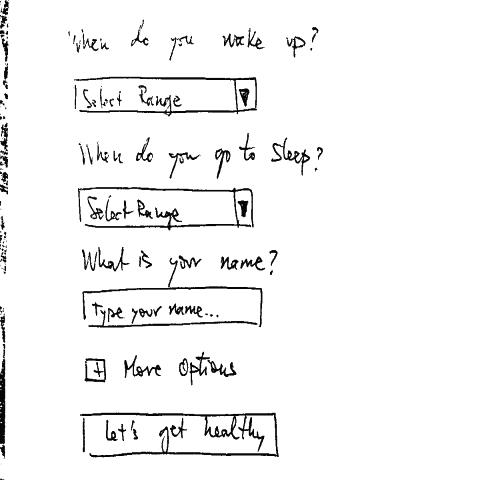 When do you wake up?
Select Range
When do you go to sleep?
Select Range
What is your name?
Type your name...
+ More Options
Let's get healthy